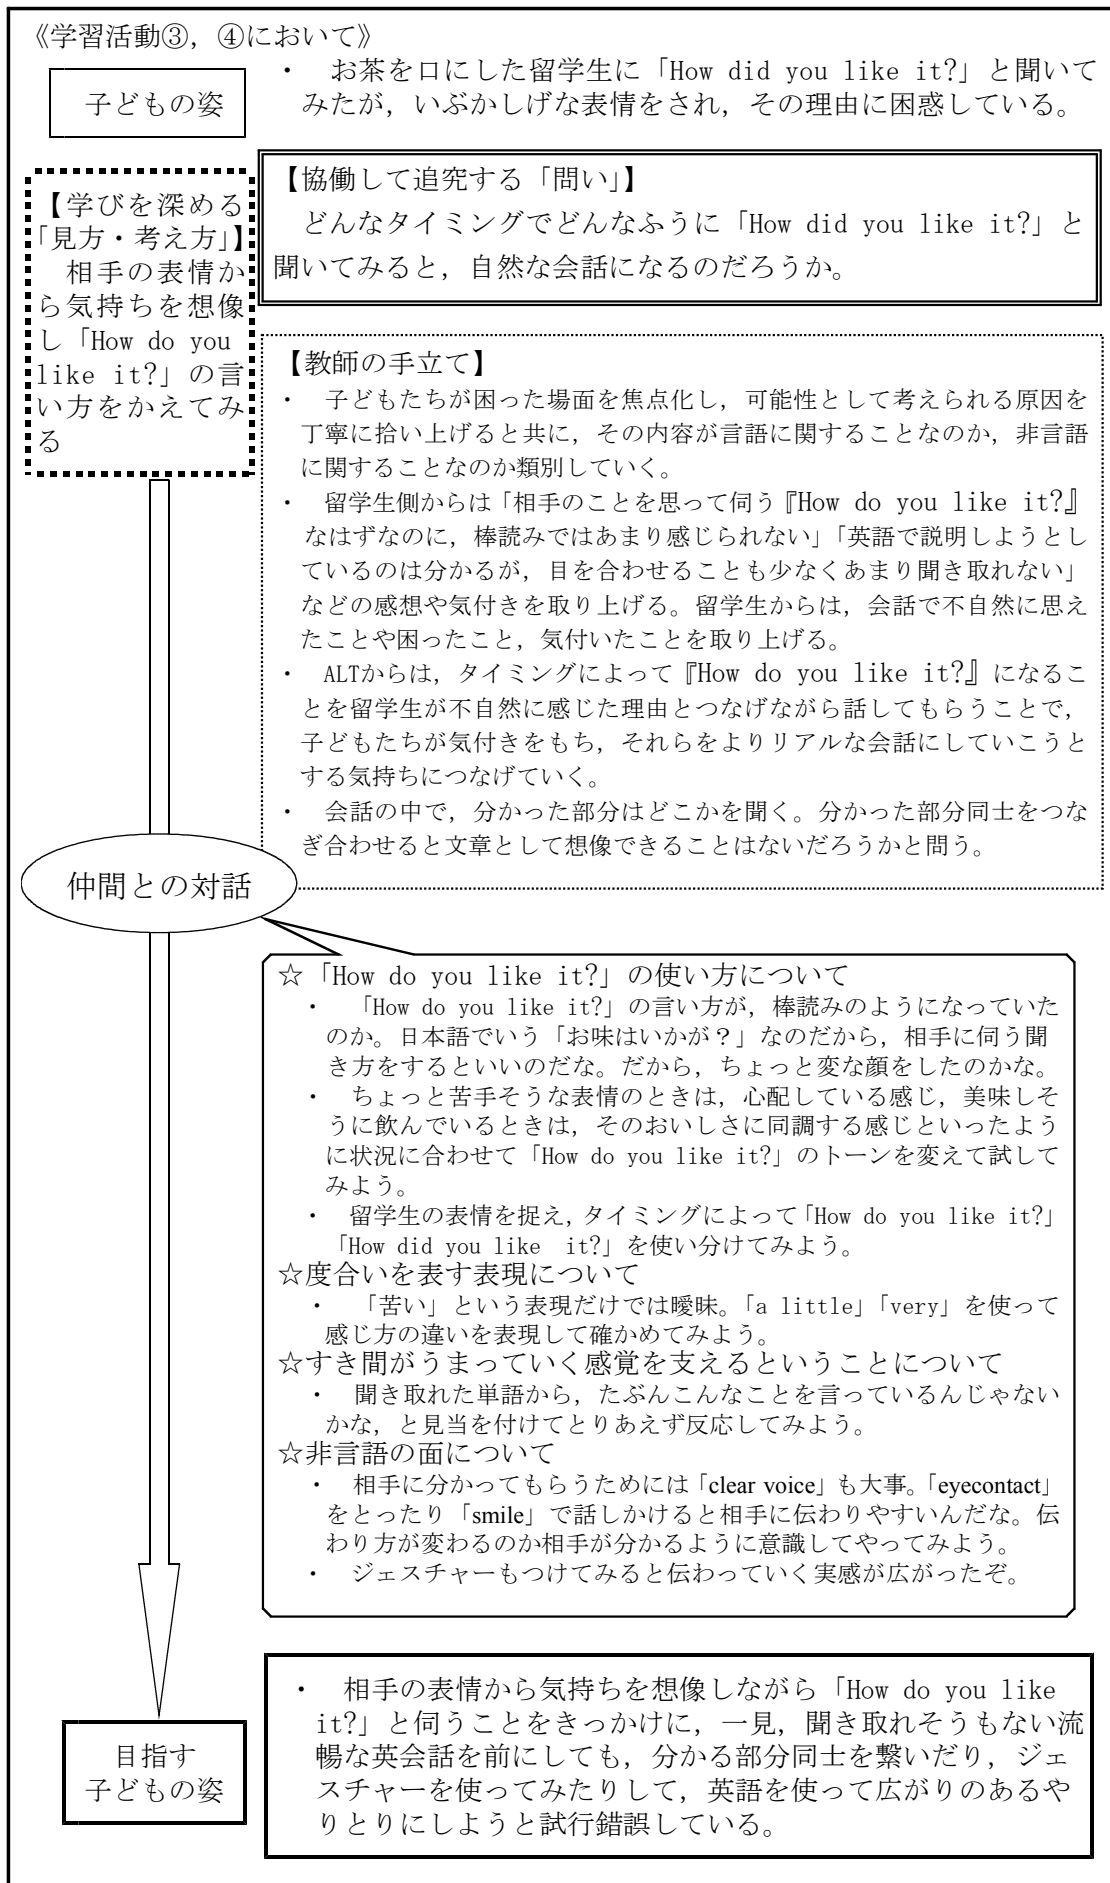 《学習活動③，④において》
子どもの姿
・　お茶を口にした留学生に「How did you like it?」と聞いて
みたが，いぶかしげな表情をされ，その理由に困惑している。
【学びを深める
「見方・考え方」】
相手の表情か
ら気持ちを想像
し「How do you
like it?」の言
い方をかえてみ
る
【協働して追究する「問い」】
どんなタイミングでどんなふうに「How did you like it?」と
聞いてみると，自然な会話になるのだろうか。
【教師の手立て】
・　子どもたちが困った場面を焦点化し，可能性として考えられる原因を
丁寧に拾い上げると共に，その内容が言語に関することなのか，非言語
に関することなのか類別していく。
・　留学生側からは「相手のことを思って伺う『How do you like it?』
なはずなのに，棒読みではあまり感じられない」「英語で説明しようとし
ているのは分かるが，目を合わせることも少なくあまり聞き取れない」
などの感想や気付きを取り上げる。留学生からは，会話で不自然に思え
たことや困ったこと，気付いたことを取り上げる。
・　ALTからは，タイミングによって『How do you like it?』になるこ
とを留学生が不自然に感じた理由とつなげながら話してもらうことで，
子どもたちが気付きをもち，それらをよりリアルな会話にしていこうと
する気持ちにつなげていく。
・　会話の中で，分かった部分はどこかを聞く。分かった部分同士をつな
ぎ合わせると文章として想像できることはないだろうかと問う。
仲間との対話
☆「How do you like it?」の使い方について
・　「How do you like it?」の言い方が，棒読みのようになっていた
のか。日本語でいう「お味はいかが？」なのだから，相手に伺う聞
き方をするといいのだな。だから，ちょっと変な顔をしたのかな。
・　ちょっと苦手そうな表情のときは，心配している感じ，美味しそ
うに飲んでいるときは，そのおいしさに同調する感じといったよう
に状況に合わせて「How do you like it?」のトーンを変えて試して
みよう。
・　留学生の表情を捉え，タイミングによって「How do you like it?」
「How did you like　it?」を使い分けてみよう。
☆度合いを表す表現について
・　「苦い」という表現だけでは曖昧。「a little」「very」を使って
感じ方の違いを表現して確かめてみよう。
☆すき間がうまっていく感覚を支えるということについて
・　聞き取れた単語から，たぶんこんなことを言っているんじゃない
かな，と見当を付けてとりあえず反応してみよう。
☆非言語の面について
・　相手に分かってもらうためには「clear voice」も大事。「eyecontact」
をとったり「smile」で話しかけると相手に伝わりやすいんだな。伝
わり方が変わるのか相手が分かるように意識してやってみよう。
・　ジェスチャーもつけてみると伝わっていく実感が広がったぞ。
目指す
子どもの姿
・　相手の表情から気持ちを想像しながら「How do you like
it?」と伺うことをきっかけに，一見，聞き取れそうもない流
暢な英会話を前にしても，分かる部分同士を繋いだり，ジェ
スチャーを使ってみたりして，英語を使って広がりのあるや
りとりにしようと試行錯誤している。